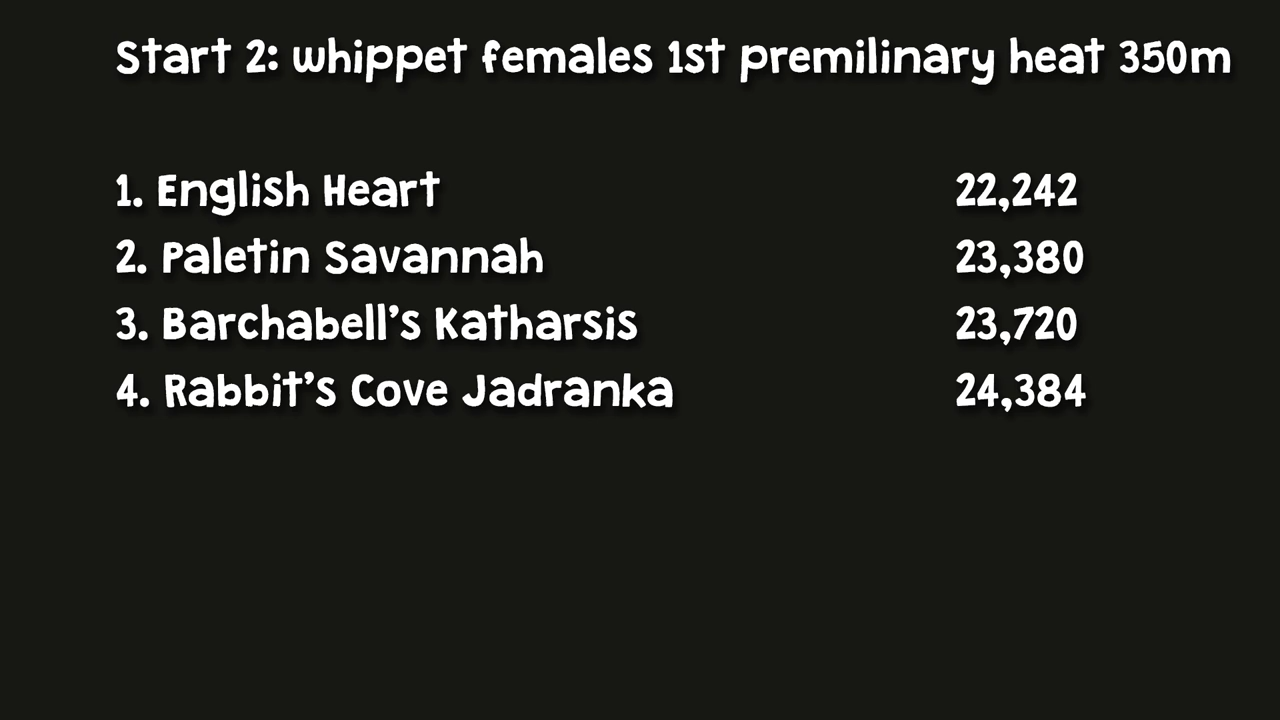 Start 2: whippet females 1st premilinary heat 350m
1. English Heart 22,242
2. Paletin Savannah 23,380
3. Barchabell's Katharsis 23,720
4. Rabbit's Cove Jadranka 24,384